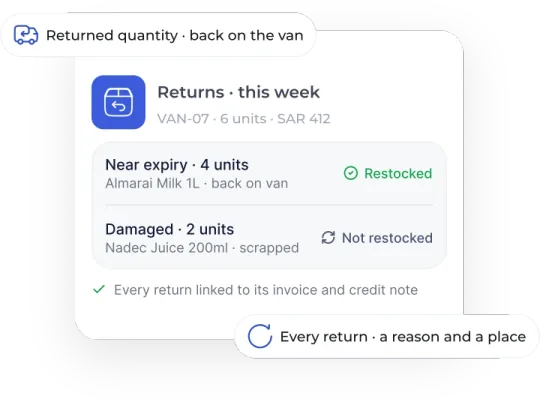 Returned quantity · back on the van
Returns · this week
VAN-07 · 6 units · SAR 412
Near expiry · 4 units
Almarai Milk 1L · back on van
Restocked
Damaged · 2 units
Nadec Juice 200ml · scrapped
Not restocked
Every return linked to its invoice and credit note
Every return · a reason and a place